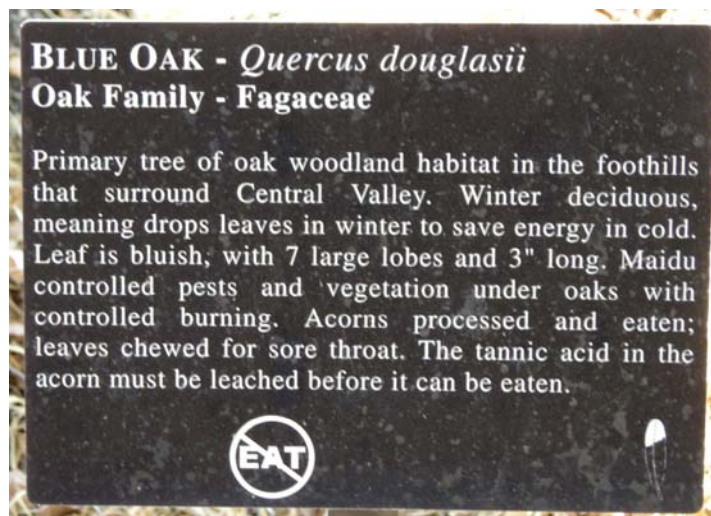 BLUE OAK - Quercus douglasii
Oak Family - Fagaceae
Primary tree of oak woodland habitat in the foothills
that surround Central Valley. Winter deciduous,
meaning drops leaves in winter to save energy in cold.
Leaf is bluish, with 7 large lobes and 3" long. Maidu
controlled pests and vegetation under oaks with
controlled burning. Acorns processed and eaten;
leaves chewed for sore throat. The tannic acid in the
acorn must be leached before it can be eaten.
EAT